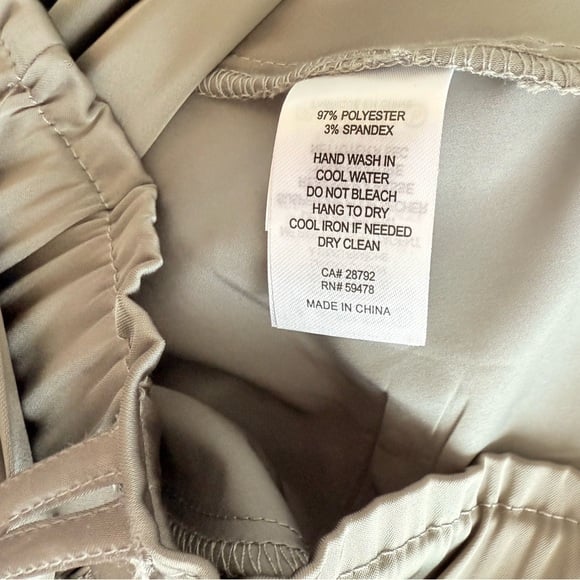 97% POLYESTER
3% SPANDEX
HAND WASH IN
COOL WATER
DO NOT BLEACH
HANG TO DRY
COOL IRON IF NEEDED
DRY CLEAN
CA# 28792
RN# 59478
MADE IN CHINA